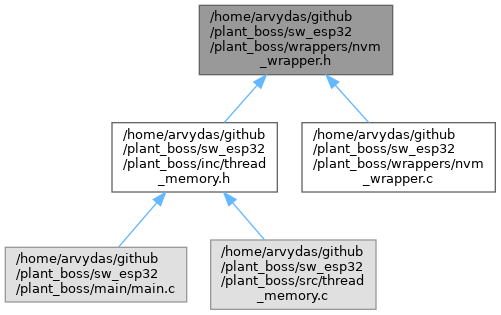 /home/arvydas/github
/plant_boss/sw_esp32
/plant_boss/wrappers/nvm
_wrapper.h
/home/arvydas/github
/plant_boss/sw_esp32
/plant_boss/inc/thread
_memory.h
/home/arvydas/github
/plant_boss/sw_esp32
/plant_boss/wrappers/nvm
_wrapper.c
/home/arvydas/github
/plant_boss/sw_esp32
/plant_boss/main/main.c
/home/arvydas/github
/plant_boss/sw_esp32
/plant_boss/src/thread
_memory.c